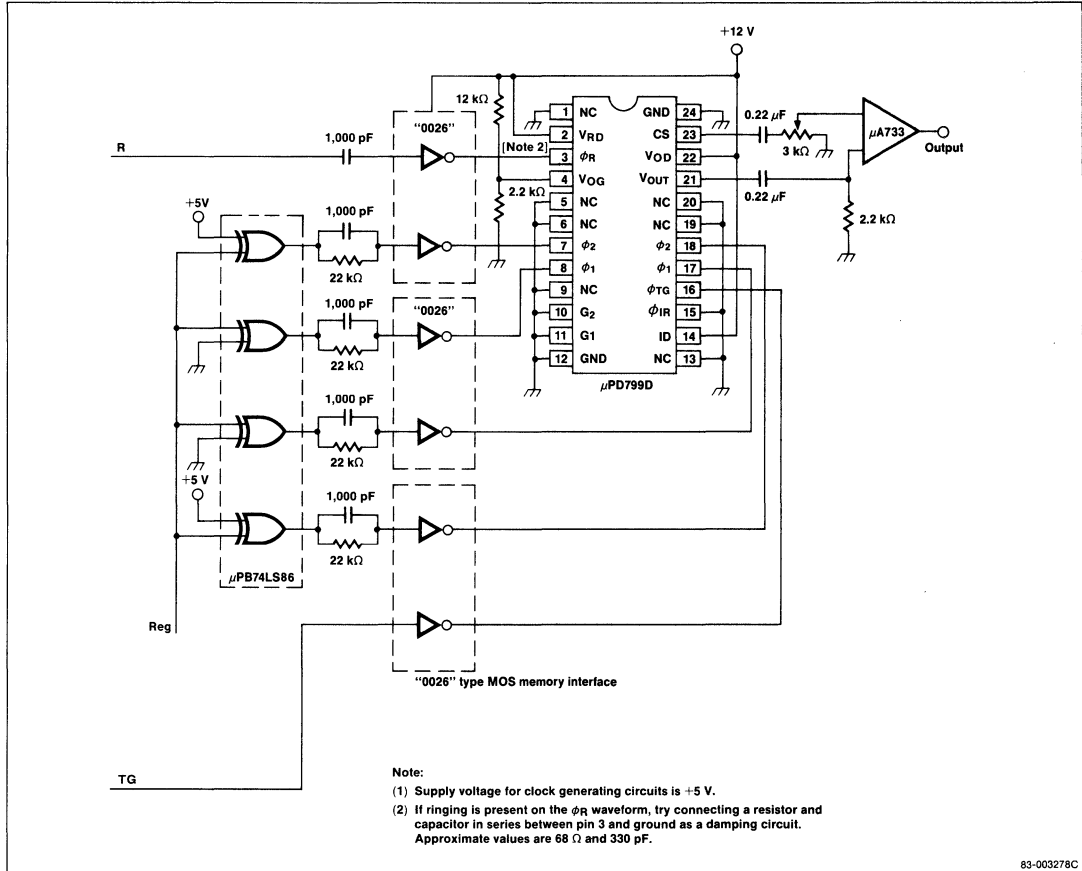 +12 V
12 kΩ
"0026"
1,000 pF
R
[Note 2]
2.2 kΩ
1 NC
2 VRD
3 ϕR
4 VOG
5 NC
6 NC
7 ϕ2
8 ϕ1
9 NC
10 G2
11 G1
12 GND
GND 24
CS 23
VOD 22
VOUT 21
NC 20
NC 19
ϕ2 18
ϕ1 17
ϕTG 16
ϕIR 15
ID 14
NC 13
μPD799D
0.22 μF
3 kΩ
0.22 μF
2.2 kΩ
μA733
Output
+5V
1,000 pF
22 kΩ
"0026"
1,000 pF
22 kΩ
1,000 pF
22 kΩ
+5 V
1,000 pF
22 kΩ
μPB74LS86
Reg
"0026" type MOS memory interface
TG
Note:
(1) Supply voltage for clock generating circuits is +5 V.
(2) If ringing is present on the ϕR waveform, try connecting a resistor and
capacitor in series between pin 3 and ground as a damping circuit.
Approximate values are 68 Ω and 330 pF.
83-003278C